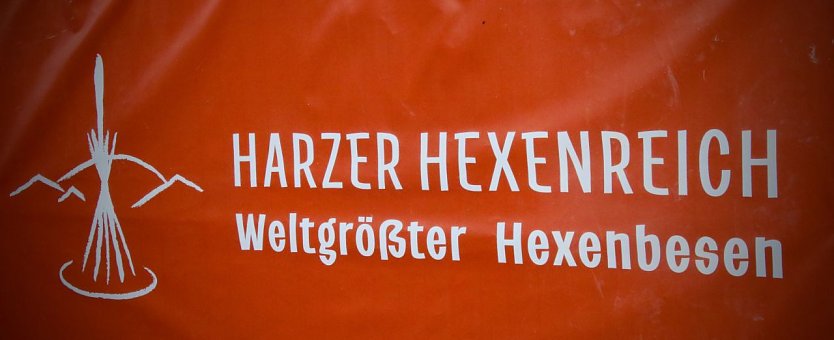 HARZER HEXENREICH
Weltgrößter Hexenbesen